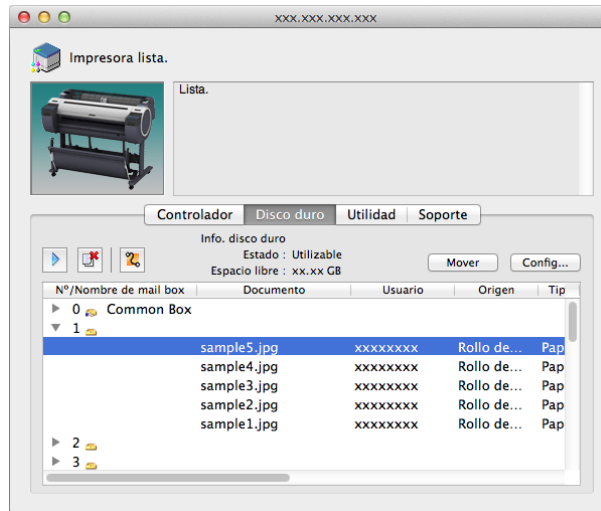 xxx.xxx.xxx.xxx
Impresora lista.
Lista.
Controlador Disco duro Utilidad Soporte
Info. disco duro
Estado : Utilizable
Espacio libre : xx.xx GB
Mover Config...
Nº/Nombre de mail box Documento Usuario Origen Tip
0 Common Box
1
sample5.jpg xxxxxxxx Rollo de... Pap
sample4.jpg xxxxxxxx Rollo de... Pap
sample3.jpg xxxxxxxx Rollo de... Pap
sample2.jpg xxxxxxxx Rollo de... Pap
sample1.jpg xxxxxxxx Rollo de... Pap
2
3